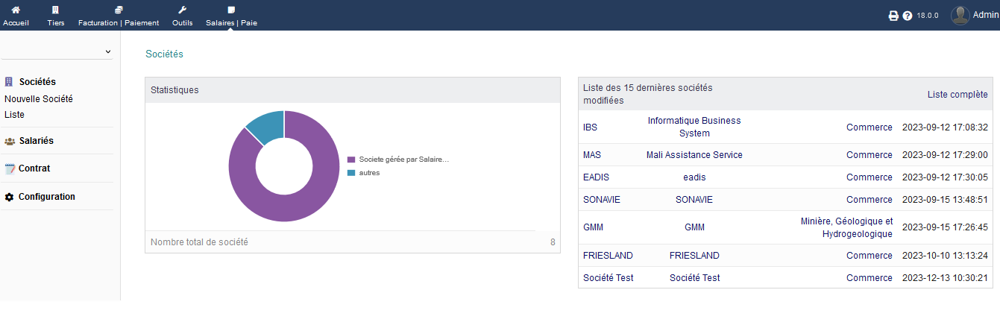 Accueil
Tiers
Facturation | Paiement
Outils
Salaires | Paie
18.0.0
Admin
Sociétés
Nouvelle Société
Liste
Salariés
Contrat
Configuration
Sociétés
Statistiques
Societe gérée par Salaire...
autres
Nombre total de société 8
Liste des 15 dernières sociétés
modifiées
Liste complète
IBS Informatique Business System Commerce 2023-09-12 17:08:32
MAS Mali Assistance Service Commerce 2023-09-12 17:29:00
EADIS eadis Commerce 2023-09-12 17:30:05
SONAVIE SONAVIE Commerce 2023-09-15 13:48:51
GMM GMM Minière, Géologique et Hydrogeologique 2023-09-15 17:26:45
FRIESLAND FRIESLAND Commerce 2023-10-10 13:13:24
Société Test Société Test Commerce 2023-12-13 10:30:21